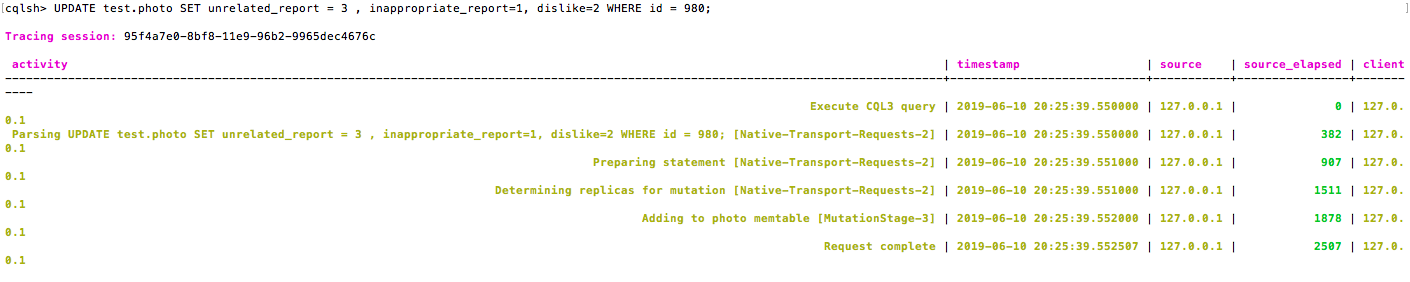 [cqlsh> UPDATE test.photo SET unrelated_report = 3 , inappropriate_report=1, dislike=2 WHERE id = 980; ]
Tracing session: 95f4a7e0-8bf8-11e9-96b2-9965dec4676c
activity | timestamp | source | source_elapsed | client
----
Execute CQL3 query | 2019-06-10 20:25:39.550000 | 127.0.0.1 | 0 | 127.0.
0.1
Parsing UPDATE test.photo SET unrelated_report = 3 , inappropriate_report=1, dislike=2 WHERE id = 980; [Native-Transport-Requests-2] | 2019-06-10 20:25:39.550000 | 127.0.0.1 | 382 | 127.0.
0.1
Preparing statement [Native-Transport-Requests-2] | 2019-06-10 20:25:39.551000 | 127.0.0.1 | 907 | 127.0.
0.1
Determining replicas for mutation [Native-Transport-Requests-2] | 2019-06-10 20:25:39.551000 | 127.0.0.1 | 1511 | 127.0.
0.1
Adding to photo memtable [MutationStage-3] | 2019-06-10 20:25:39.552000 | 127.0.0.1 | 1878 | 127.0.
0.1
Request complete | 2019-06-10 20:25:39.552507 | 127.0.0.1 | 2507 | 127.0.
0.1